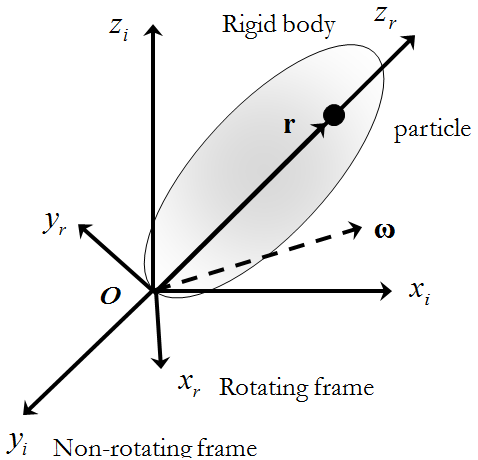 z_i
Rigid body
z_r
r
particle
y_r
ω
O
x_i
x_r Rotating frame
y_i Non-rotating frame